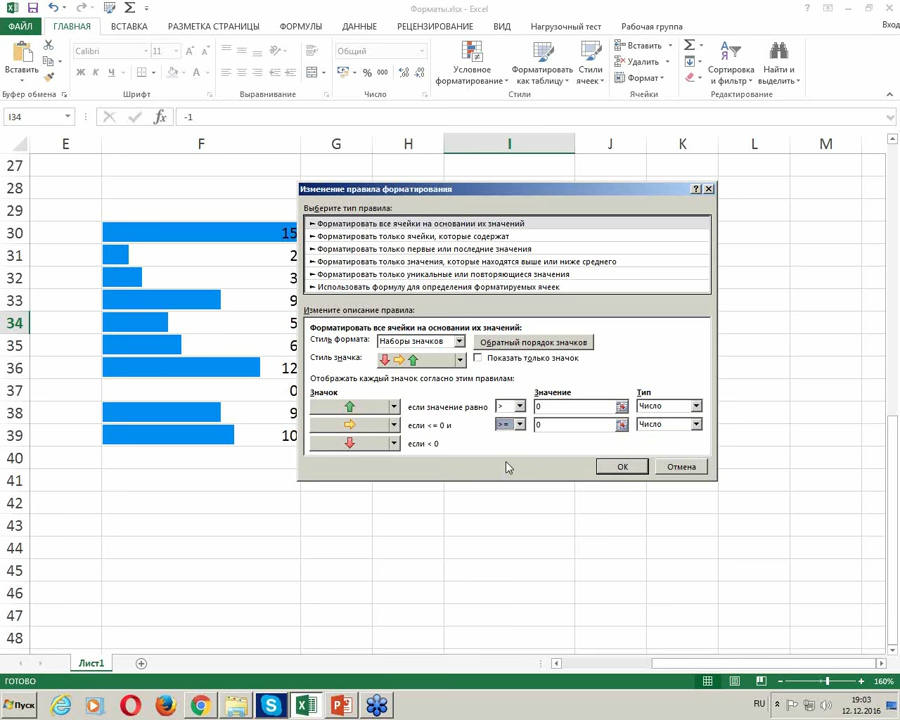 Форматы.xlsx - Excel
ФАЙЛ ГЛАВНАЯ ВСТАВКА РАЗМЕТКА СТРАНИЦЫ ФОРМУЛЫ ДАННЫЕ РЕЦЕНЗИРОВАНИЕ ВИД Нагрузочный тест Рабочая группа Вход
Вставить
Calibri 11
Ж К Ч
Общий
% 000
Условное форматирование
Форматировать как таблицу
Стили ячеек
Вставить
Удалить
Формат
Сортировка и фильтр
Найти и выделить
Буфер обмена Шрифт Выравнивание Число Стили Ячейки Редактирование
I34 fx -1
E F G H I J K L M
27
28
29
30 15
31 2
32 3
33 9
34 5
35 6
36 12
37 0
38 9
39 10
40
41
42
43
44
45
46
47
48
Изменение правила форматирования
Выберите тип правила:
► Форматировать все ячейки на основании их значений
► Форматировать только ячейки, которые содержат
► Форматировать только первые или последние значения
► Форматировать только значения, которые находятся выше или ниже среднего
► Форматировать только уникальные или повторяющиеся значения
► Использовать формулу для определения форматируемых ячеек
Измените описание правила:
Форматировать все ячейки на основании их значений:
Стиль формата: Наборы значков Обратный порядок значков
Стиль значка: Показать только значок
Отображать каждый значок согласно этим правилам:
Значок Значение Тип
если значение равно > 0 Число
если <= 0 и >= 0 Число
если < 0
ОК Отмена
Лист1
ГОТОВО 160%
Пуск RU 19:03
12.12.2016